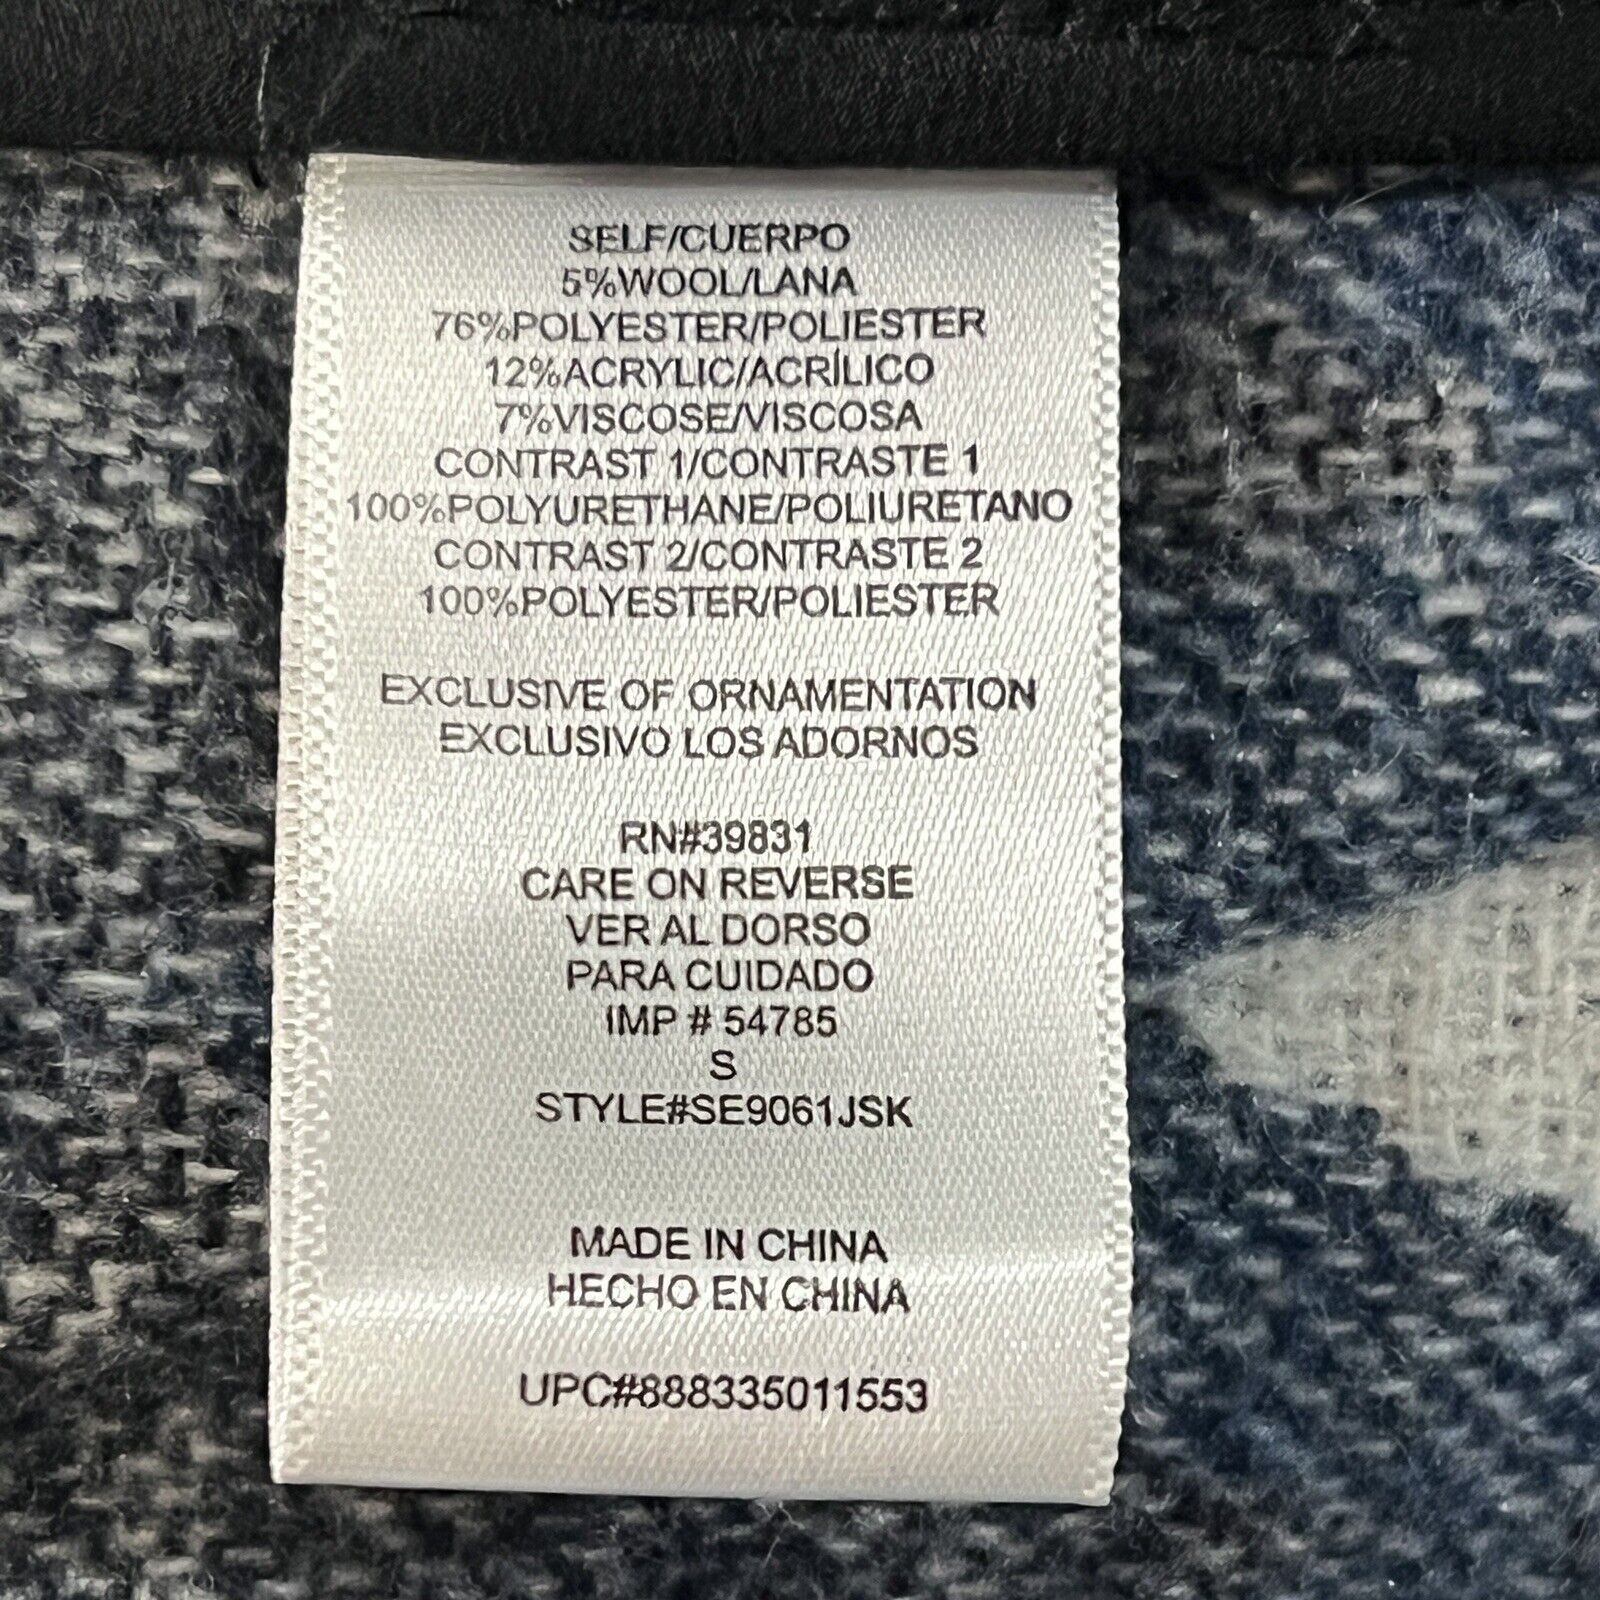 SELF/CUERPO
5%WOOL/LANA
76%POLYESTER/POLIESTER
12%ACRYLIC/ACRÍLICO
7%VISCOSE/VISCOSA
CONTRAST 1/CONTRASTE 1
100%POLYURETHANE/POLIURETANO
CONTRAST 2/CONTRASTE 2
100%POLYESTER/POLIESTER
EXCLUSIVE OF ORNAMENTATION
EXCLUSIVO LOS ADORNOS
RN#39831
CARE ON REVERSE
VER AL DORSO
PARA CUIDADO
IMP # 54785
S
STYLE#SE9061JSK
MADE IN CHINA
HECHO EN CHINA
UPC#888335011553